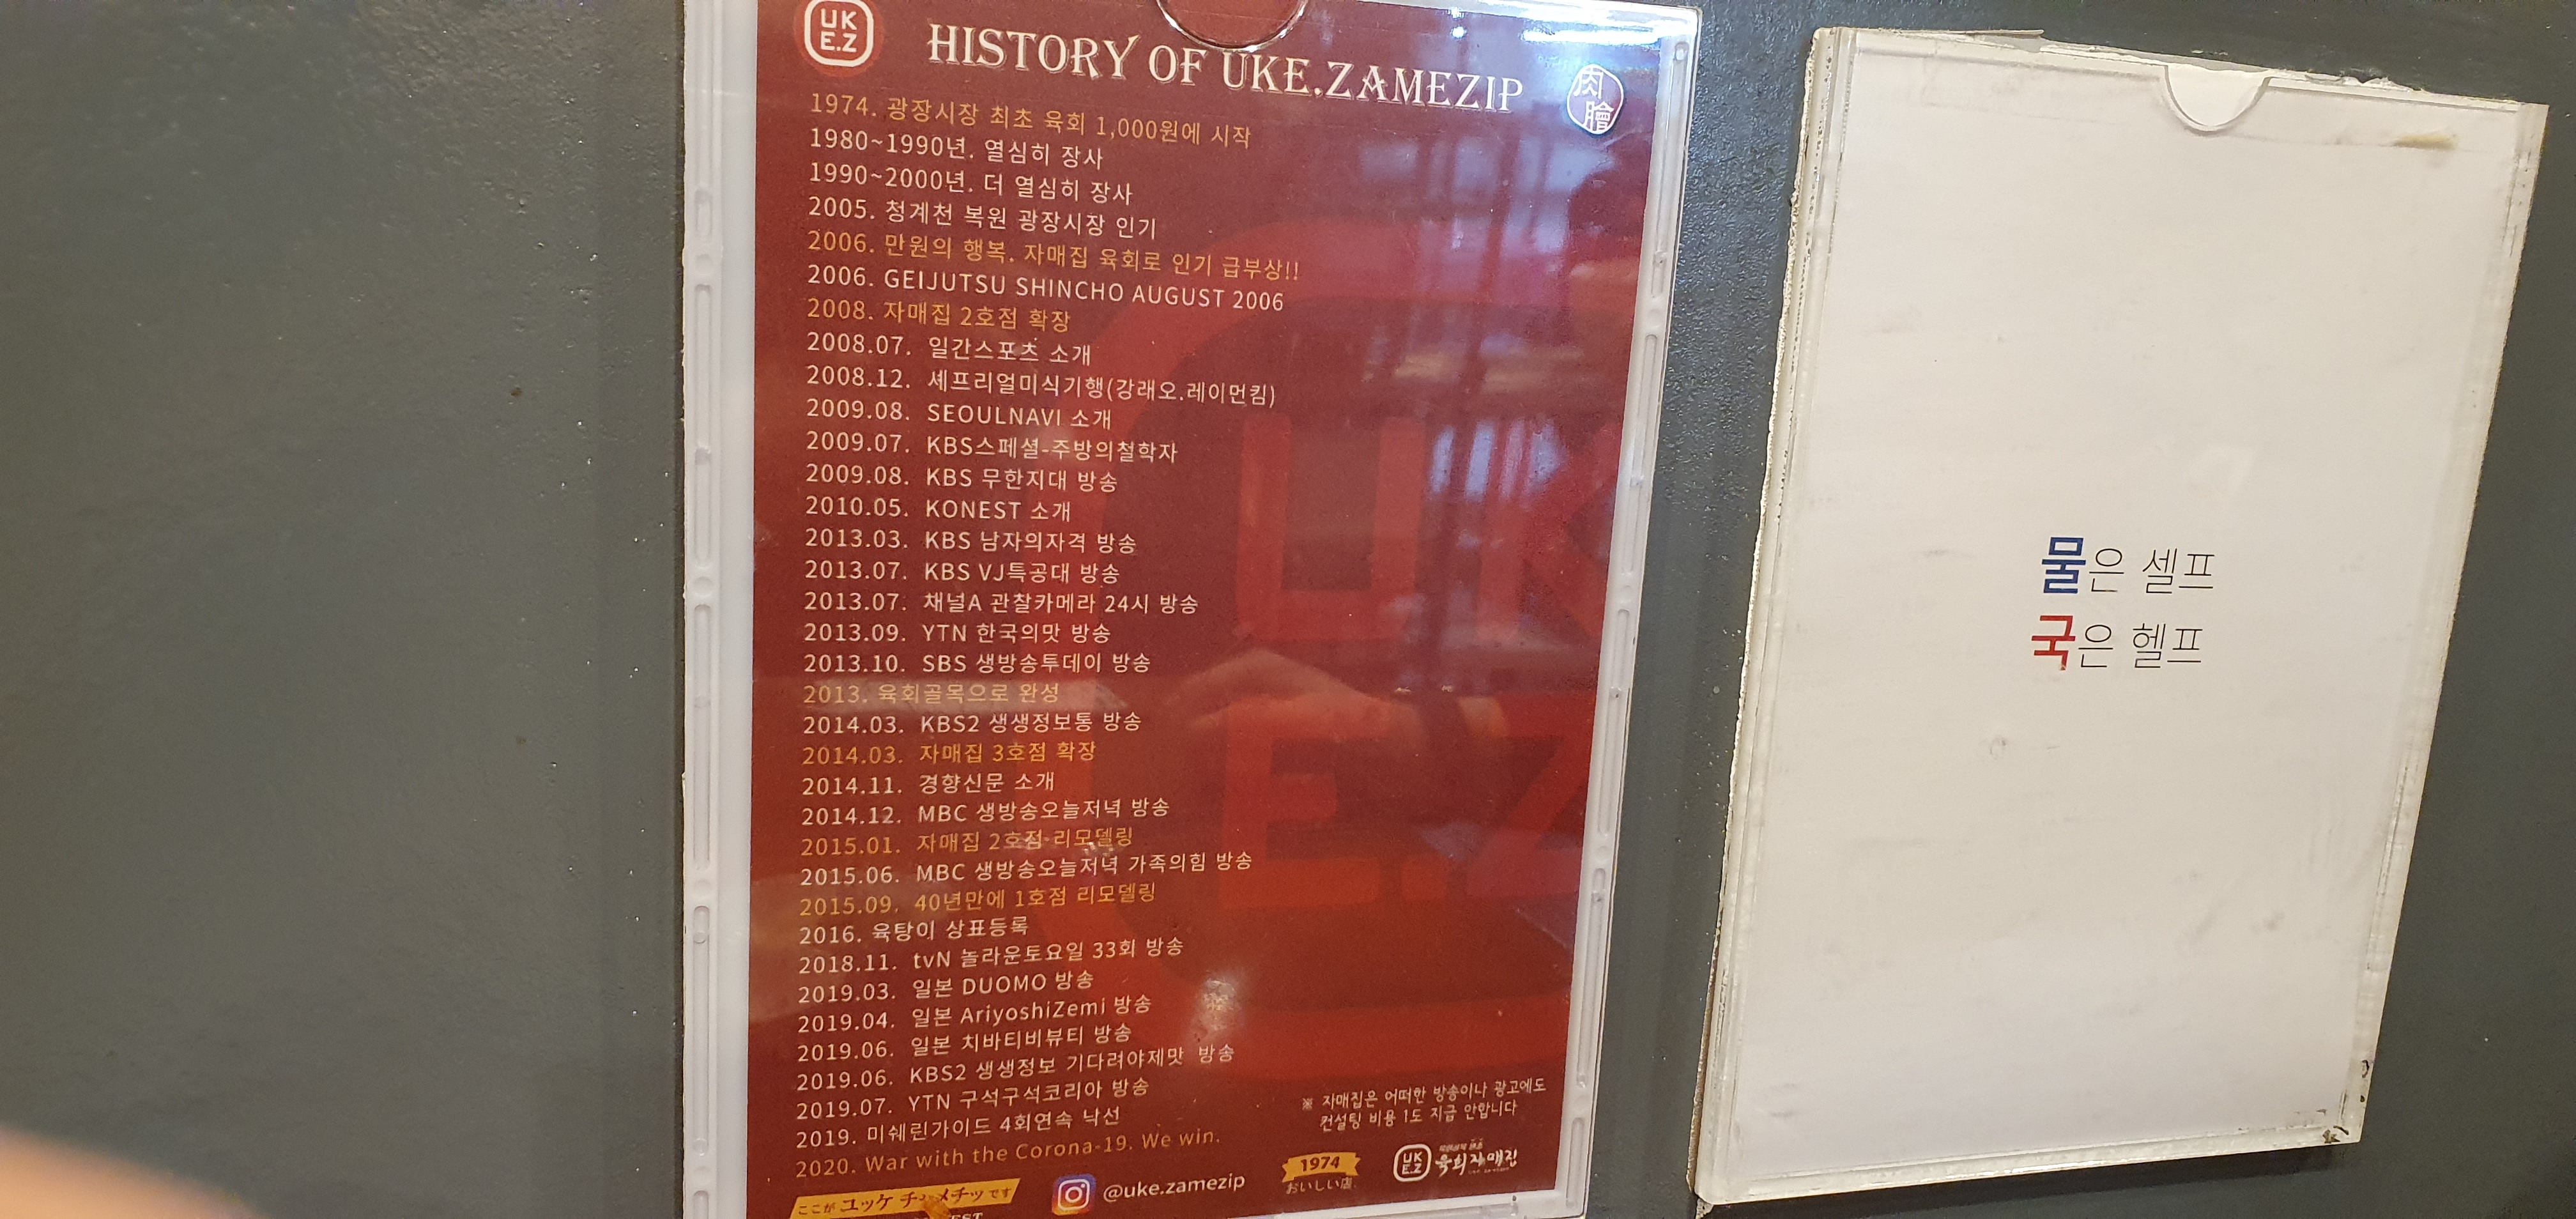 UK
E.Z
HISTORY OF UKE.ZAMEZIP
肉
膾
1974. 광장시장 최초 육회 1,000원에 시작
1980~1990년. 열심히 장사
1990~2000년. 더 열심히 장사
2005. 청계천 복원 광장시장 인기
2006. 만원의 행복. 자매집 육회로 인기 급부상!!
2006. GEIJUTSU SHINCHO AUGUST 2006
2008. 자매집 2호점 확장
2008.07. 일간스포츠 소개
2008.12. 셰프리얼미식기행(강래오.레이먼킴)
2009.08. SEOULNAVI 소개
2009.07. KBS스페셜-주방의철학자
2009.08. KBS 무한지대 방송
2010.05. KONEST 소개
2013.03. KBS 남자의자격 방송
2013.07. KBS VJ특공대 방송
2013.07. 채널A 관찰카메라 24시 방송
2013.09. YTN 한국의맛 방송
2013.10. SBS 생방송투데이 방송
2013. 육회골목으로 완성
2014.03. KBS2 생생정보통 방송
2014.03. 자매집 3호점 확장
2014.11. 경향신문 소개
2014.12. MBC 생방송오늘저녁 방송
2015.01. 자매집 2호점 리모델링
2015.06. MBC 생방송오늘저녁 가족의힘 방송
2015.09. 40년만에 1호점 리모델링
2016. 육탕이 상표등록
2018.11. tvN 놀라운토요일 33회 방송
2019.03. 일본 DUOMO 방송
2019.04. 일본 AriyoshiZemi 방송
2019.06. 일본 치바티비뷰티 방송
2019.06. KBS2 생생정보 기다려야제맛 방송
2019.07. YTN 구석구석코리아 방송
2019. 미쉐린가이드 4회연속 낙선
2020. War with the Corona-19. We win.
※ 자매집은 어떠한 방송이나 광고에도
컨설팅 비용 1도 지급 안합니다
ここが ユッケ チャメチッ です
@uke.zamezip
1974
おいしい店
UK
E.Z
육회자매집
UK
E.Z
물은 셀프
국은 헬프